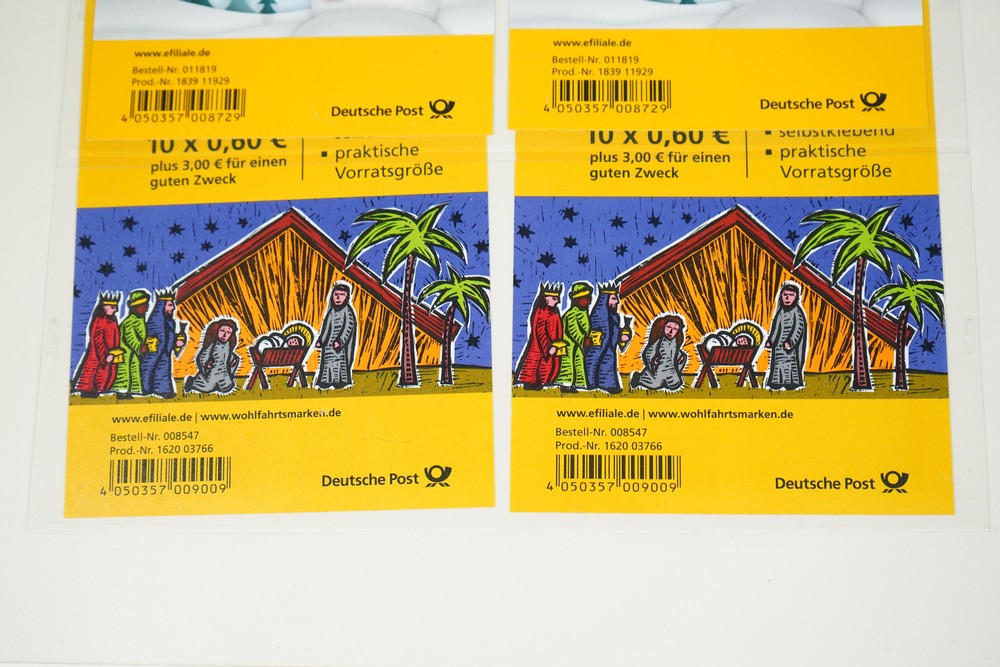 www.efiliale.de
Bestell-Nr. 011819
Prod.-Nr. 1839 11929
4 050357 008729
Deutsche Post
www.efiliale.de
Bestell-Nr. 011819
Prod.-Nr. 1839 11929
4 050357 008729
Deutsche Post
10 x 0,60 €
plus 3,00 € für einen
guten Zweck
▪ praktische
Vorratsgröße
www.efiliale.de | www.wohlfahrtsmarken.de
Bestell-Nr. 008547
Prod.-Nr. 1620 03766
4 050357 009009
Deutsche Post
10 x 0,60 €
plus 3,00 € für einen
guten Zweck
▪ selbstklebend
▪ praktische
Vorratsgröße
www.efiliale.de | www.wohlfahrtsmarken.de
Bestell-Nr. 008547
Prod.-Nr. 1620 03766
4 050357 009009
Deutsche Post